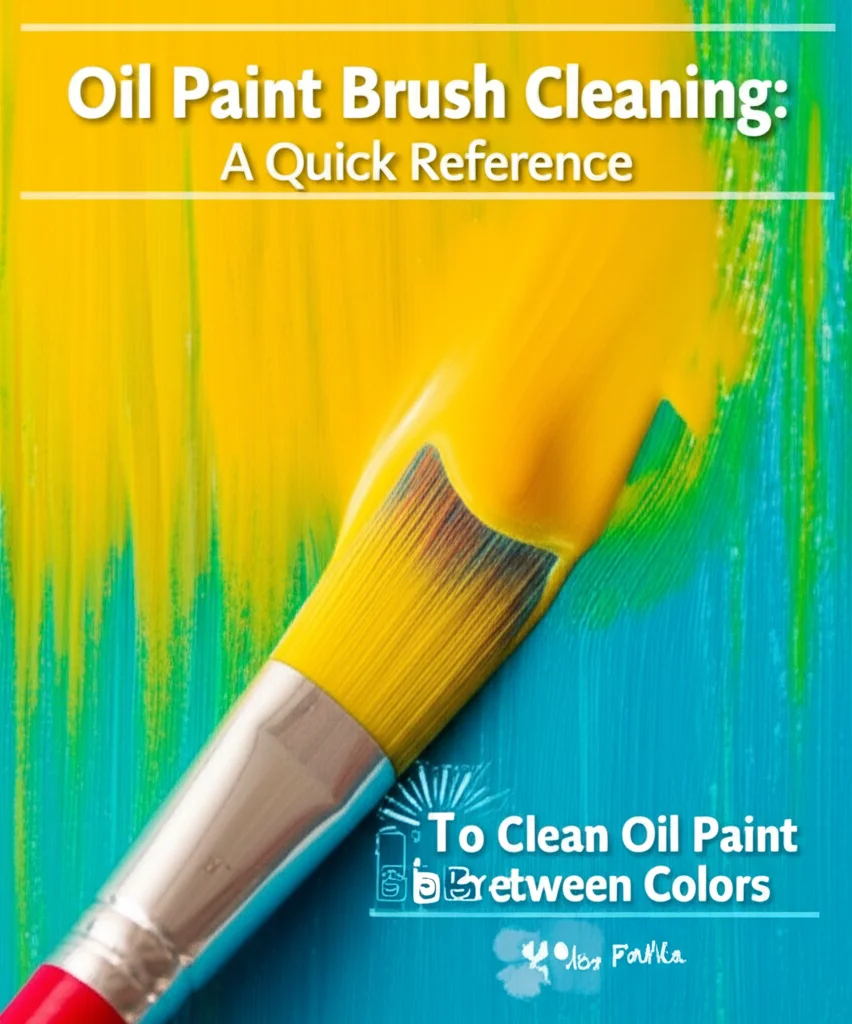 Oil Paint Brush Cleaning:
A Quick Reference
To Clean Oil Paint
Between Colors